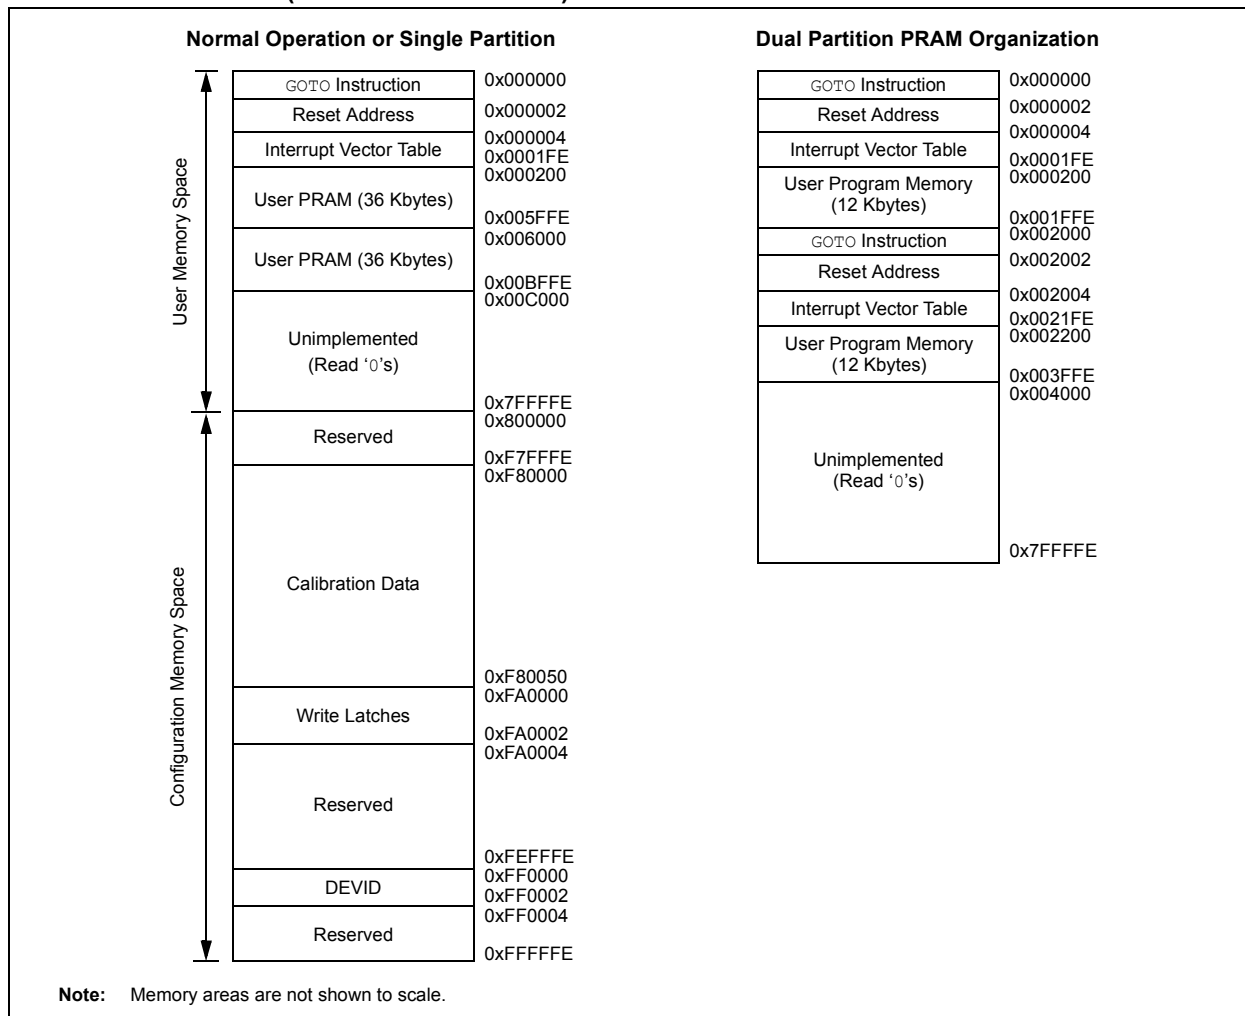 Normal Operation or Single Partition
GOTO Instruction
0x000000
Reset Address
0x000002
Interrupt Vector Table
0x000004
0x0001FE
User PRAM (36 Kbytes)
0x000200
0x005FFE
User PRAM (36 Kbytes)
0x006000
0x00BFFE
Unimplemented
(Read ‘0’s)
0x00C000
0x7FFFFE
Reserved
0x800000
0xF7FFFE
Calibration Data
0xF80000
0xF80050
Write Latches
0xFA0000
0xFA0002
Reserved
0xFA0004
0xFEFFFE
DEVID
0xFF0000
0xFF0002
Reserved
0xFF0004
0xFFFFFE
User Memory Space
Configuration Memory Space
Dual Partition PRAM Organization
GOTO Instruction
0x000000
Reset Address
0x000002
Interrupt Vector Table
0x000004
0x0001FE
User Program Memory
(12 Kbytes)
0x000200
0x001FFE
GOTO Instruction
0x002000
Reset Address
0x002002
Interrupt Vector Table
0x002004
0x0021FE
User Program Memory
(12 Kbytes)
0x002200
0x003FFE
Unimplemented
(Read ‘0’s)
0x004000
0x7FFFFE
Note: Memory areas are not shown to scale.